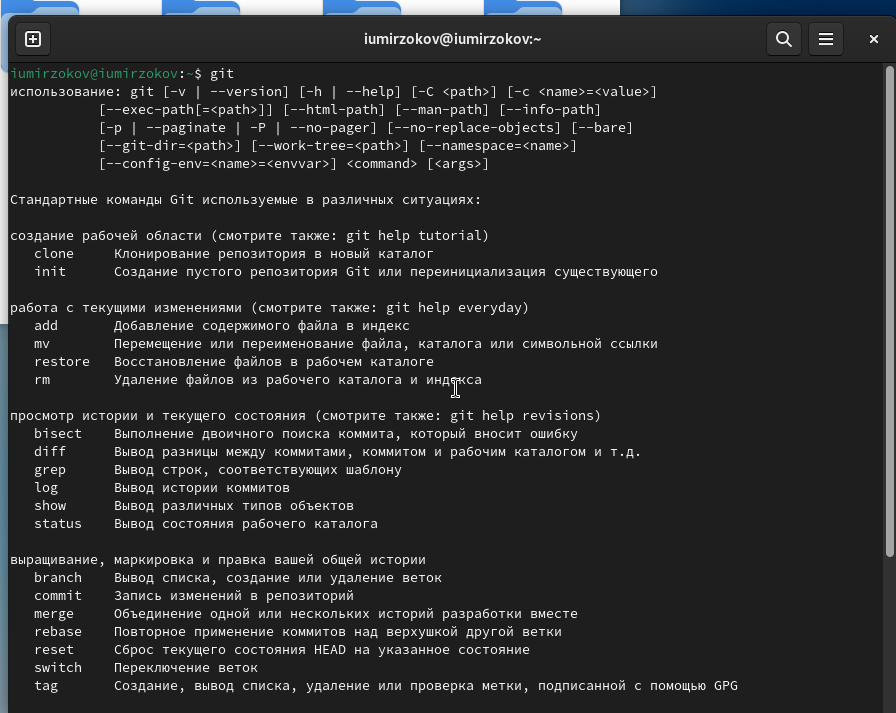 iumirzokov@iumirzokov:~
iumirzokov@iumirzokov:~$ git
использование: git [-v | --version] [-h | --help] [-C <path>] [-c <name>=<value>]
           [--exec-path[=<path>]] [--html-path] [--man-path] [--info-path]
           [-p | --paginate | -P | --no-pager] [--no-replace-objects] [--bare]
           [--git-dir=<path>] [--work-tree=<path>] [--namespace=<name>]
           [--config-env=<name>=<envvar>] <command> [<args>]

Стандартные команды Git используемые в различных ситуациях:

создание рабочей области (смотрите также: git help tutorial)
   clone     Клонирование репозитория в новый каталог
   init      Создание пустого репозитория Git или переинициализация существующего

работа с текущими изменениями (смотрите также: git help everyday)
   add       Добавление содержимого файла в индекс
   mv        Перемещение или переименование файла, каталога или символьной ссылки
   restore   Восстановление файлов в рабочем каталоге
   rm        Удаление файлов из рабочего каталога и индекса

просмотр истории и текущего состояния (смотрите также: git help revisions)
   bisect    Выполнение двоичного поиска коммита, который вносит ошибку
   diff      Вывод разницы между коммитами, коммитом и рабочим каталогом и т.д.
   grep      Вывод строк, соответствующих шаблону
   log       Вывод истории коммитов
   show      Вывод различных типов объектов
   status    Вывод состояния рабочего каталога

выращивание, маркировка и правка вашей общей истории
   branch    Вывод списка, создание или удаление веток
   commit    Запись изменений в репозиторий
   merge     Объединение одной или нескольких историй разработки вместе
   rebase    Повторное применение коммитов над верхушкой другой ветки
   reset     Сброс текущего состояния HEAD на указанное состояние
   switch    Переключение веток
   tag       Создание, вывод списка, удаление или проверка метки, подписанной с помощью GPG